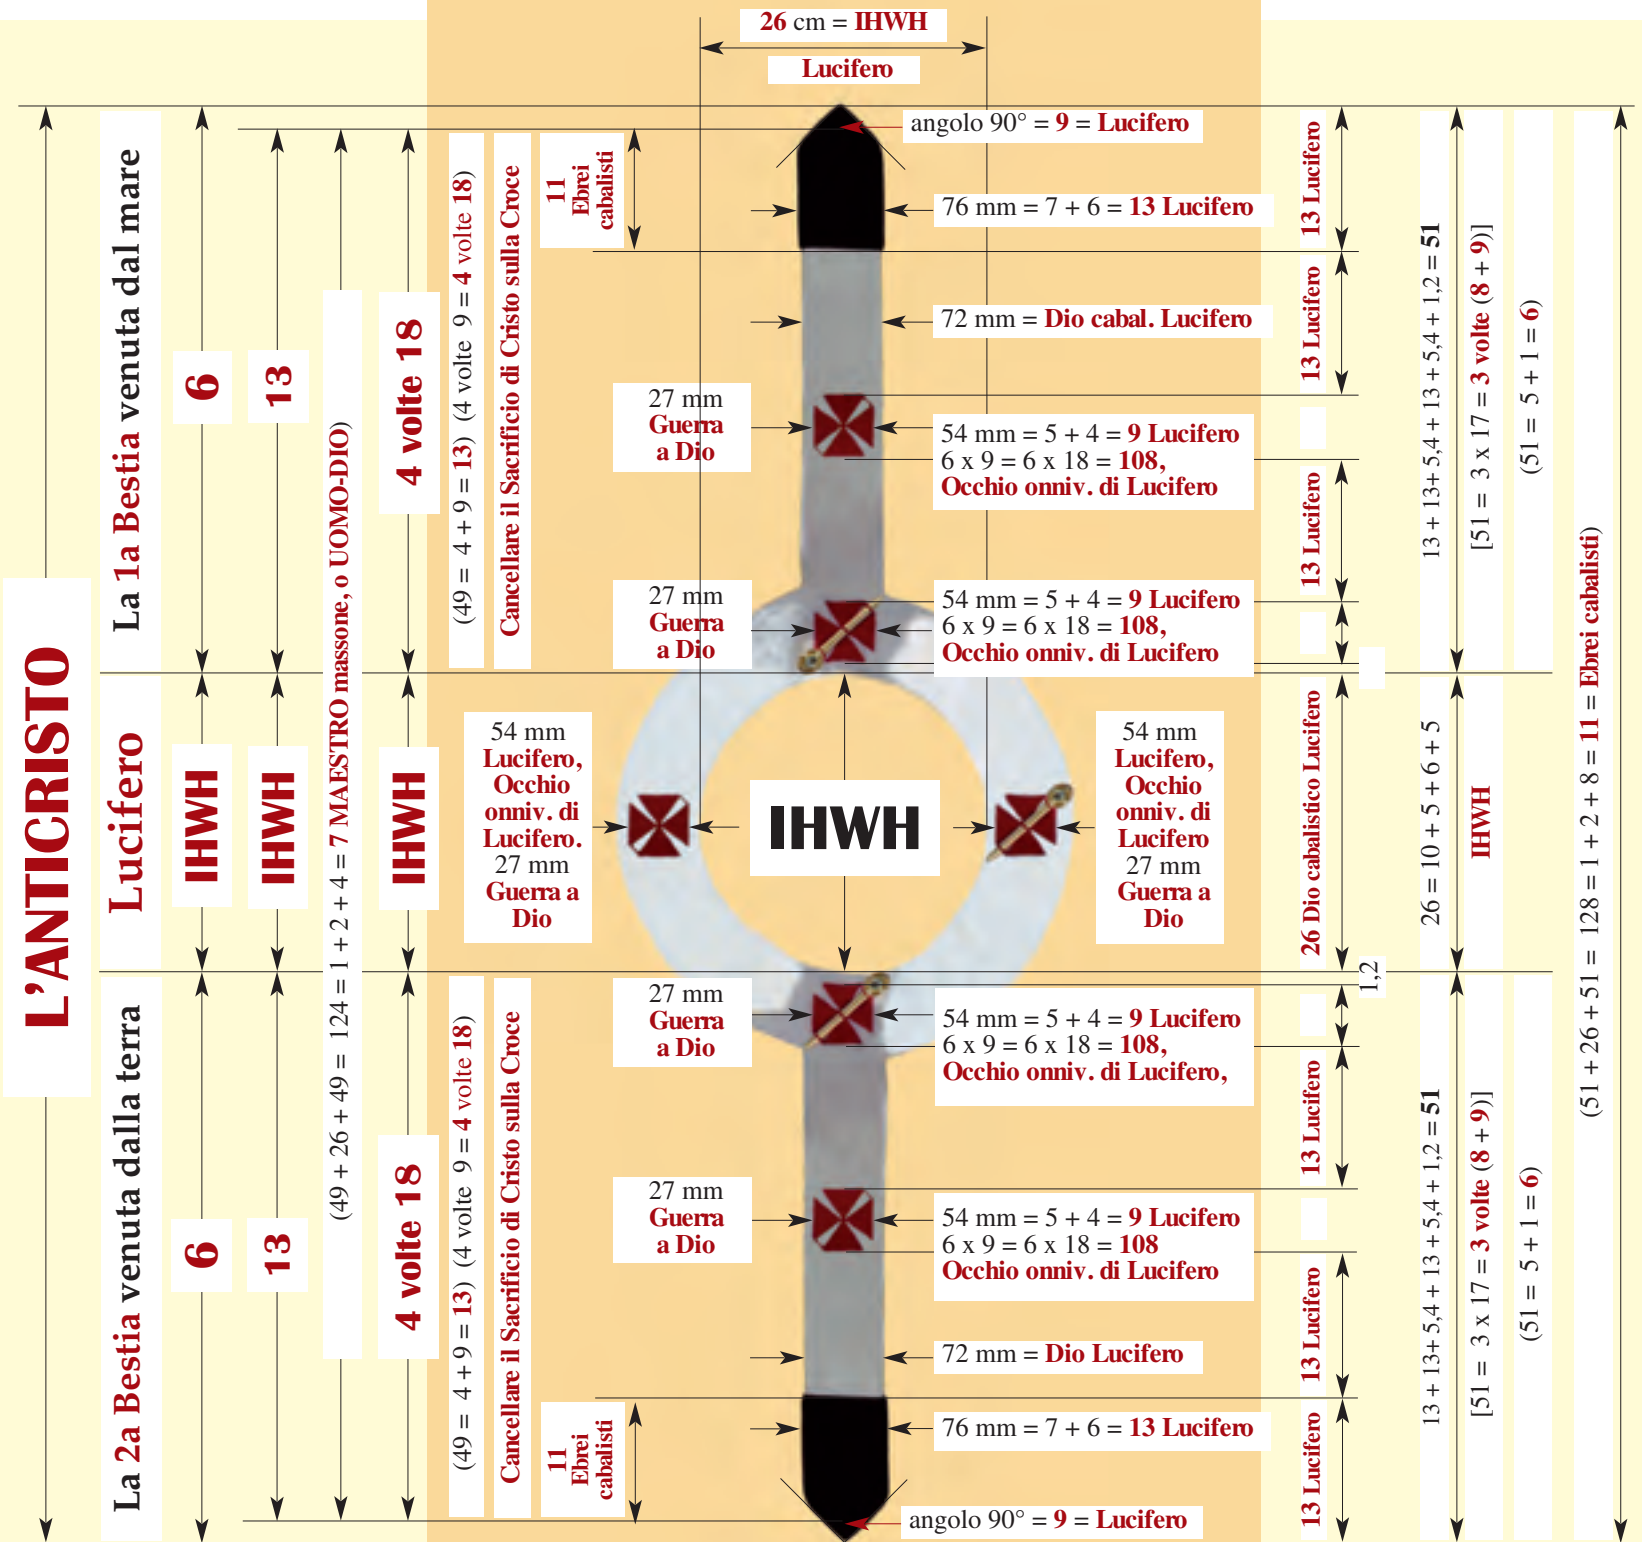 26 cm = IHWH
Lucifero
L'ANTICRISTO
La 1a Bestia venuta dal mare
Lucifero
La 2a Bestia venuta dalla terra
6
IHWH
6
13
IHWH
13
(49 + 26 + 49 = 124 = 1 + 2 + 4 = 7 MAESTRO massone, o UOMO-DIO)
4 volte 18
IHWH
4 volte 18
(49 = 4 + 9 = 13) (4 volte 9 = 4 volte 18)
Cancellare il Sacrificio di Cristo sulla Croce
11
Ebrei
cabalisti
angolo 90° = 9 = Lucifero
76 mm = 7 + 6 = 13 Lucifero
72 mm = Dio cabal. Lucifero
27 mm
Guerra
a Dio
54 mm = 5 + 4 = 9 Lucifero
6 x 9 = 6 x 18 = 108,
Occhio onniv. di Lucifero
27 mm
Guerra
a Dio
54 mm = 5 + 4 = 9 Lucifero
6 x 9 = 6 x 18 = 108,
Occhio onniv. di Lucifero
54 mm
Lucifero,
Occhio
onniv. di
Lucifero.
27 mm
Guerra a
Dio
IHWH
54 mm
Lucifero,
Occhio
onniv. di
Lucifero
27 mm
Guerra a
Dio
27 mm
Guerra
a Dio
54 mm = 5 + 4 = 9 Lucifero
6 x 9 = 6 x 18 = 108,
Occhio onniv. di Lucifero,
27 mm
Guerra
a Dio
54 mm = 5 + 4 = 9 Lucifero
6 x 9 = 6 x 18 = 108
Occhio onniv. di Lucifero
72 mm = Dio Lucifero
76 mm = 7 + 6 = 13 Lucifero
angolo 90° = 9 = Lucifero
(49 = 4 + 9 = 13) (4 volte 9 = 4 volte 18)
Cancellare il Sacrificio di Cristo sulla Croce
11
Ebrei
cabalisti
13 Lucifero
13 Lucifero
13 Lucifero
26 Dio cabalistico Lucifero
1,2
13 Lucifero
13 Lucifero
13 Lucifero
13 + 13+ 5,4 + 13 + 5,4 + 1,2 = 51
[51 = 3 x 17 = 3 volte (8 + 9)]
(51 = 5 + 1 = 6)
26 = 10 + 5 + 6 + 5
IHWH
13 + 13+ 5,4 + 13 + 5,4 + 1,2 = 51
[51 = 3 x 17 = 3 volte (8 + 9)]
(51 = 5 + 1 = 6)
(51 + 26 + 51 = 128 = 1 + 2 + 8 = 11 = Ebrei cabalisti)